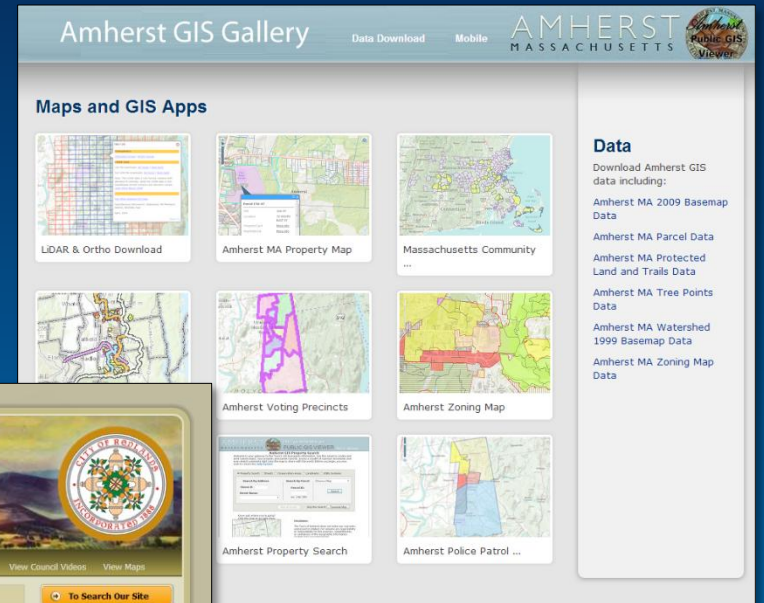 Amherst GIS Gallery
Data Download
Mobile
AMHERST
MASSACHUSETTS
Amherst
Public GIS
Viewer
Maps and GIS Apps
LiDAR & Ortho Download
Amherst MA Property Map
Massachusetts Community
...
Amherst Voting Precincts
Amherst Zoning Map
PUBLIC GIS VIEWER
Amherst Property Search
Amherst Police Patrol ...
Data
Download Amherst GIS
data including:
Amherst MA 2009 Basemap
Data
Amherst MA Parcel Data
Amherst MA Protected
Land and Trails Data
Amherst MA Tree Points
Data
Amherst MA Watershed
1999 Basemap Data
Amherst MA Zoning Map
Data
CITY OF REDLANDS
INCORPORATED 1888
View Council Videos
View Maps
To Search Our Site